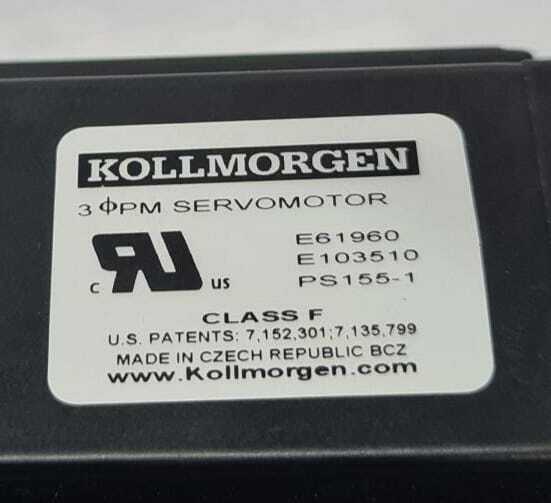 KOLLMORGEN
3 ΦPM SERVOMOTOR
E61960
E103510
c RU us PS155-1
CLASS F
U.S. PATENTS: 7,152,301;7,135,799
MADE IN CZECH REPUBLIC BCZ
www.Kollmorgen.com